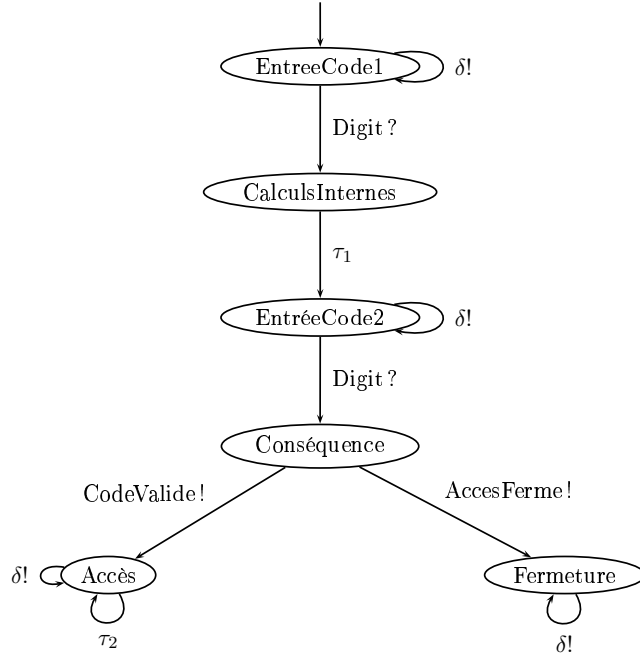 EntreeCode1
δ!
Digit ?
CalculsInternes
τ1
EntréeCode2
δ!
Digit ?
Conséquence
CodeValide !
AccesFerme !
δ!
Accès
Fermeture
τ2
δ!